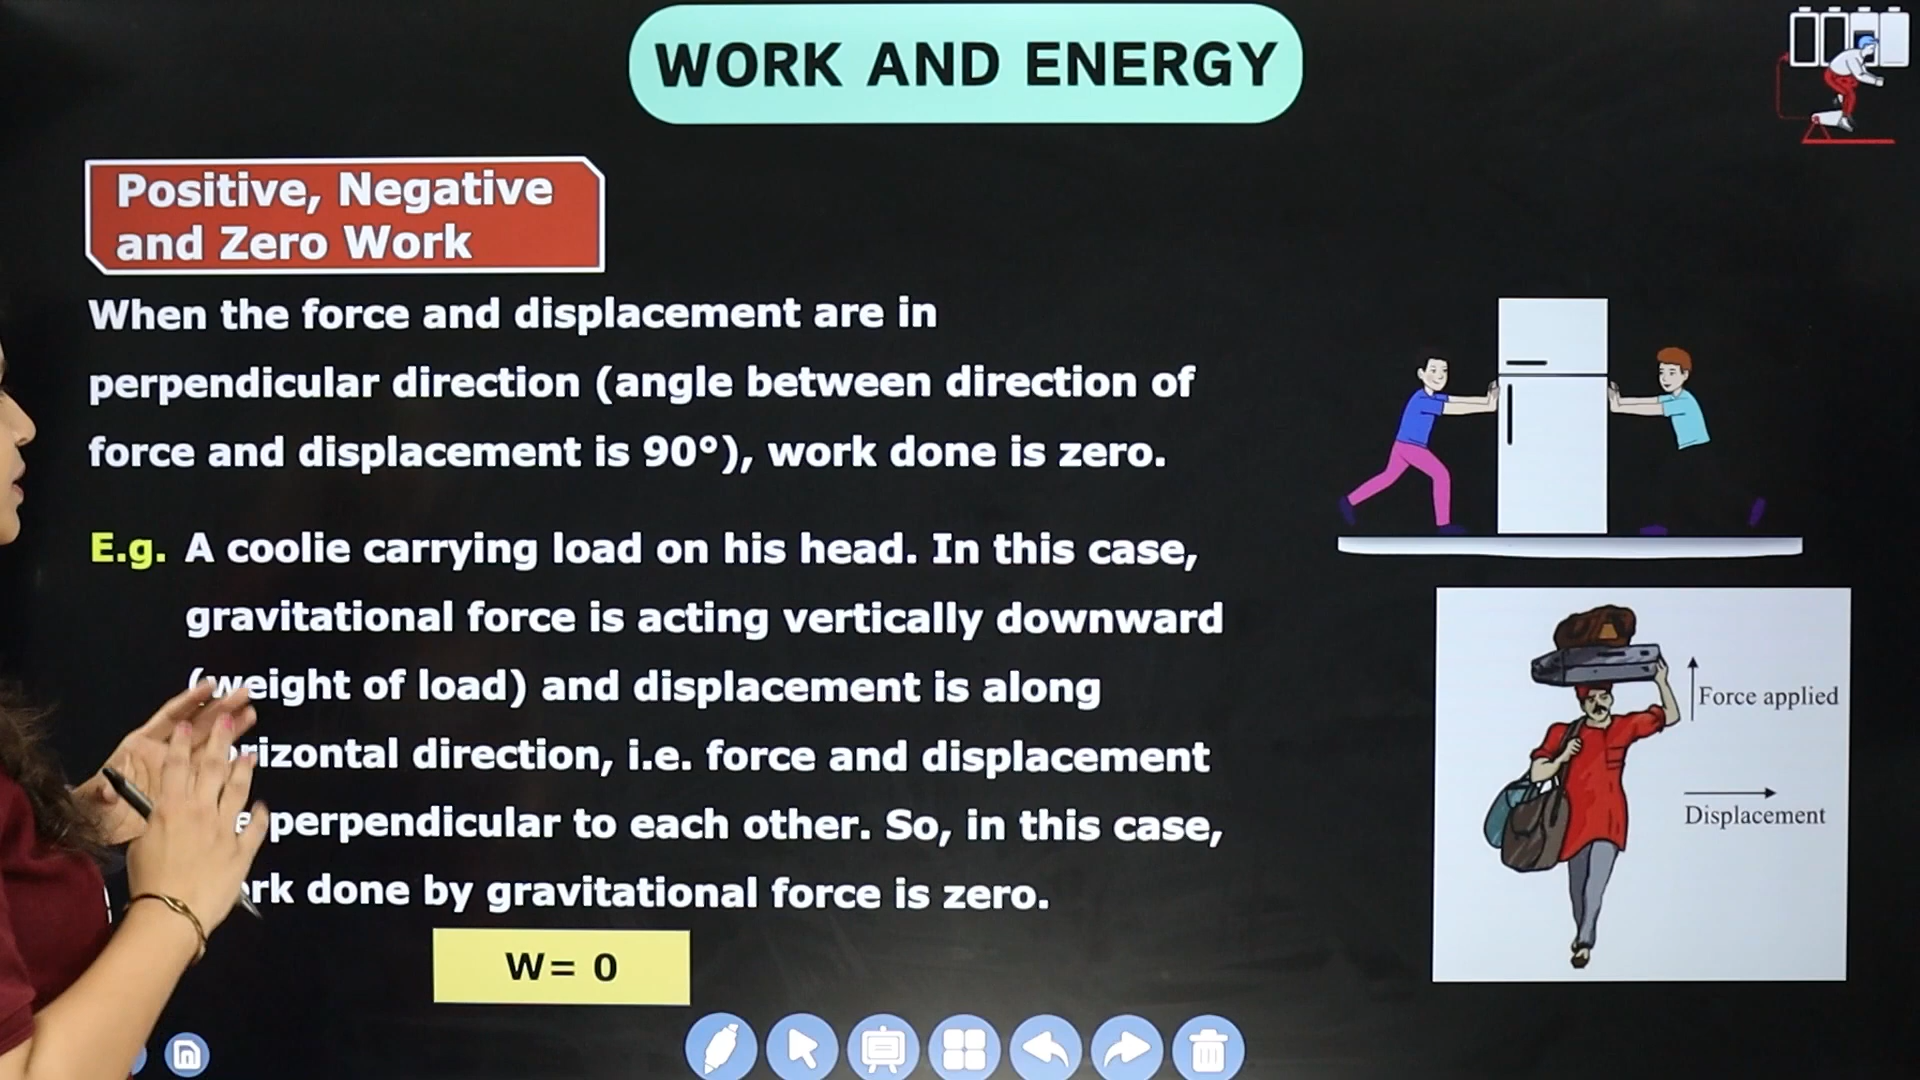 WORK AND ENERGY
Positive, Negative
and Zero Work
When the force and displacement are in
perpendicular direction (angle between direction of
force and displacement is 90°), work done is zero.
E.g. A coolie carrying load on his head. In this case,
gravitational force is acting vertically downward
(weight of load) and displacement is along
rizontal direction, i.e. force and displacement
e perpendicular to each other. So, in this case,
rk done by gravitational force is zero.
W= 0
Force applied
Displacement